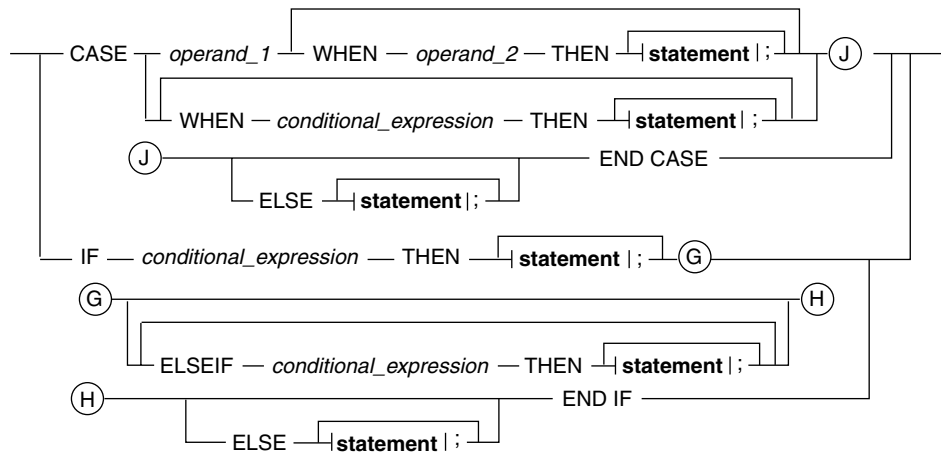 CASE operand_1 WHEN operand_2 THEN |statement|; J
WHEN conditional_expression THEN |statement|;
J END CASE
ELSE |statement|;
IF conditional_expression THEN |statement|; G
G H
ELSEIF conditional_expression THEN |statement|;
H END IF
ELSE |statement|;